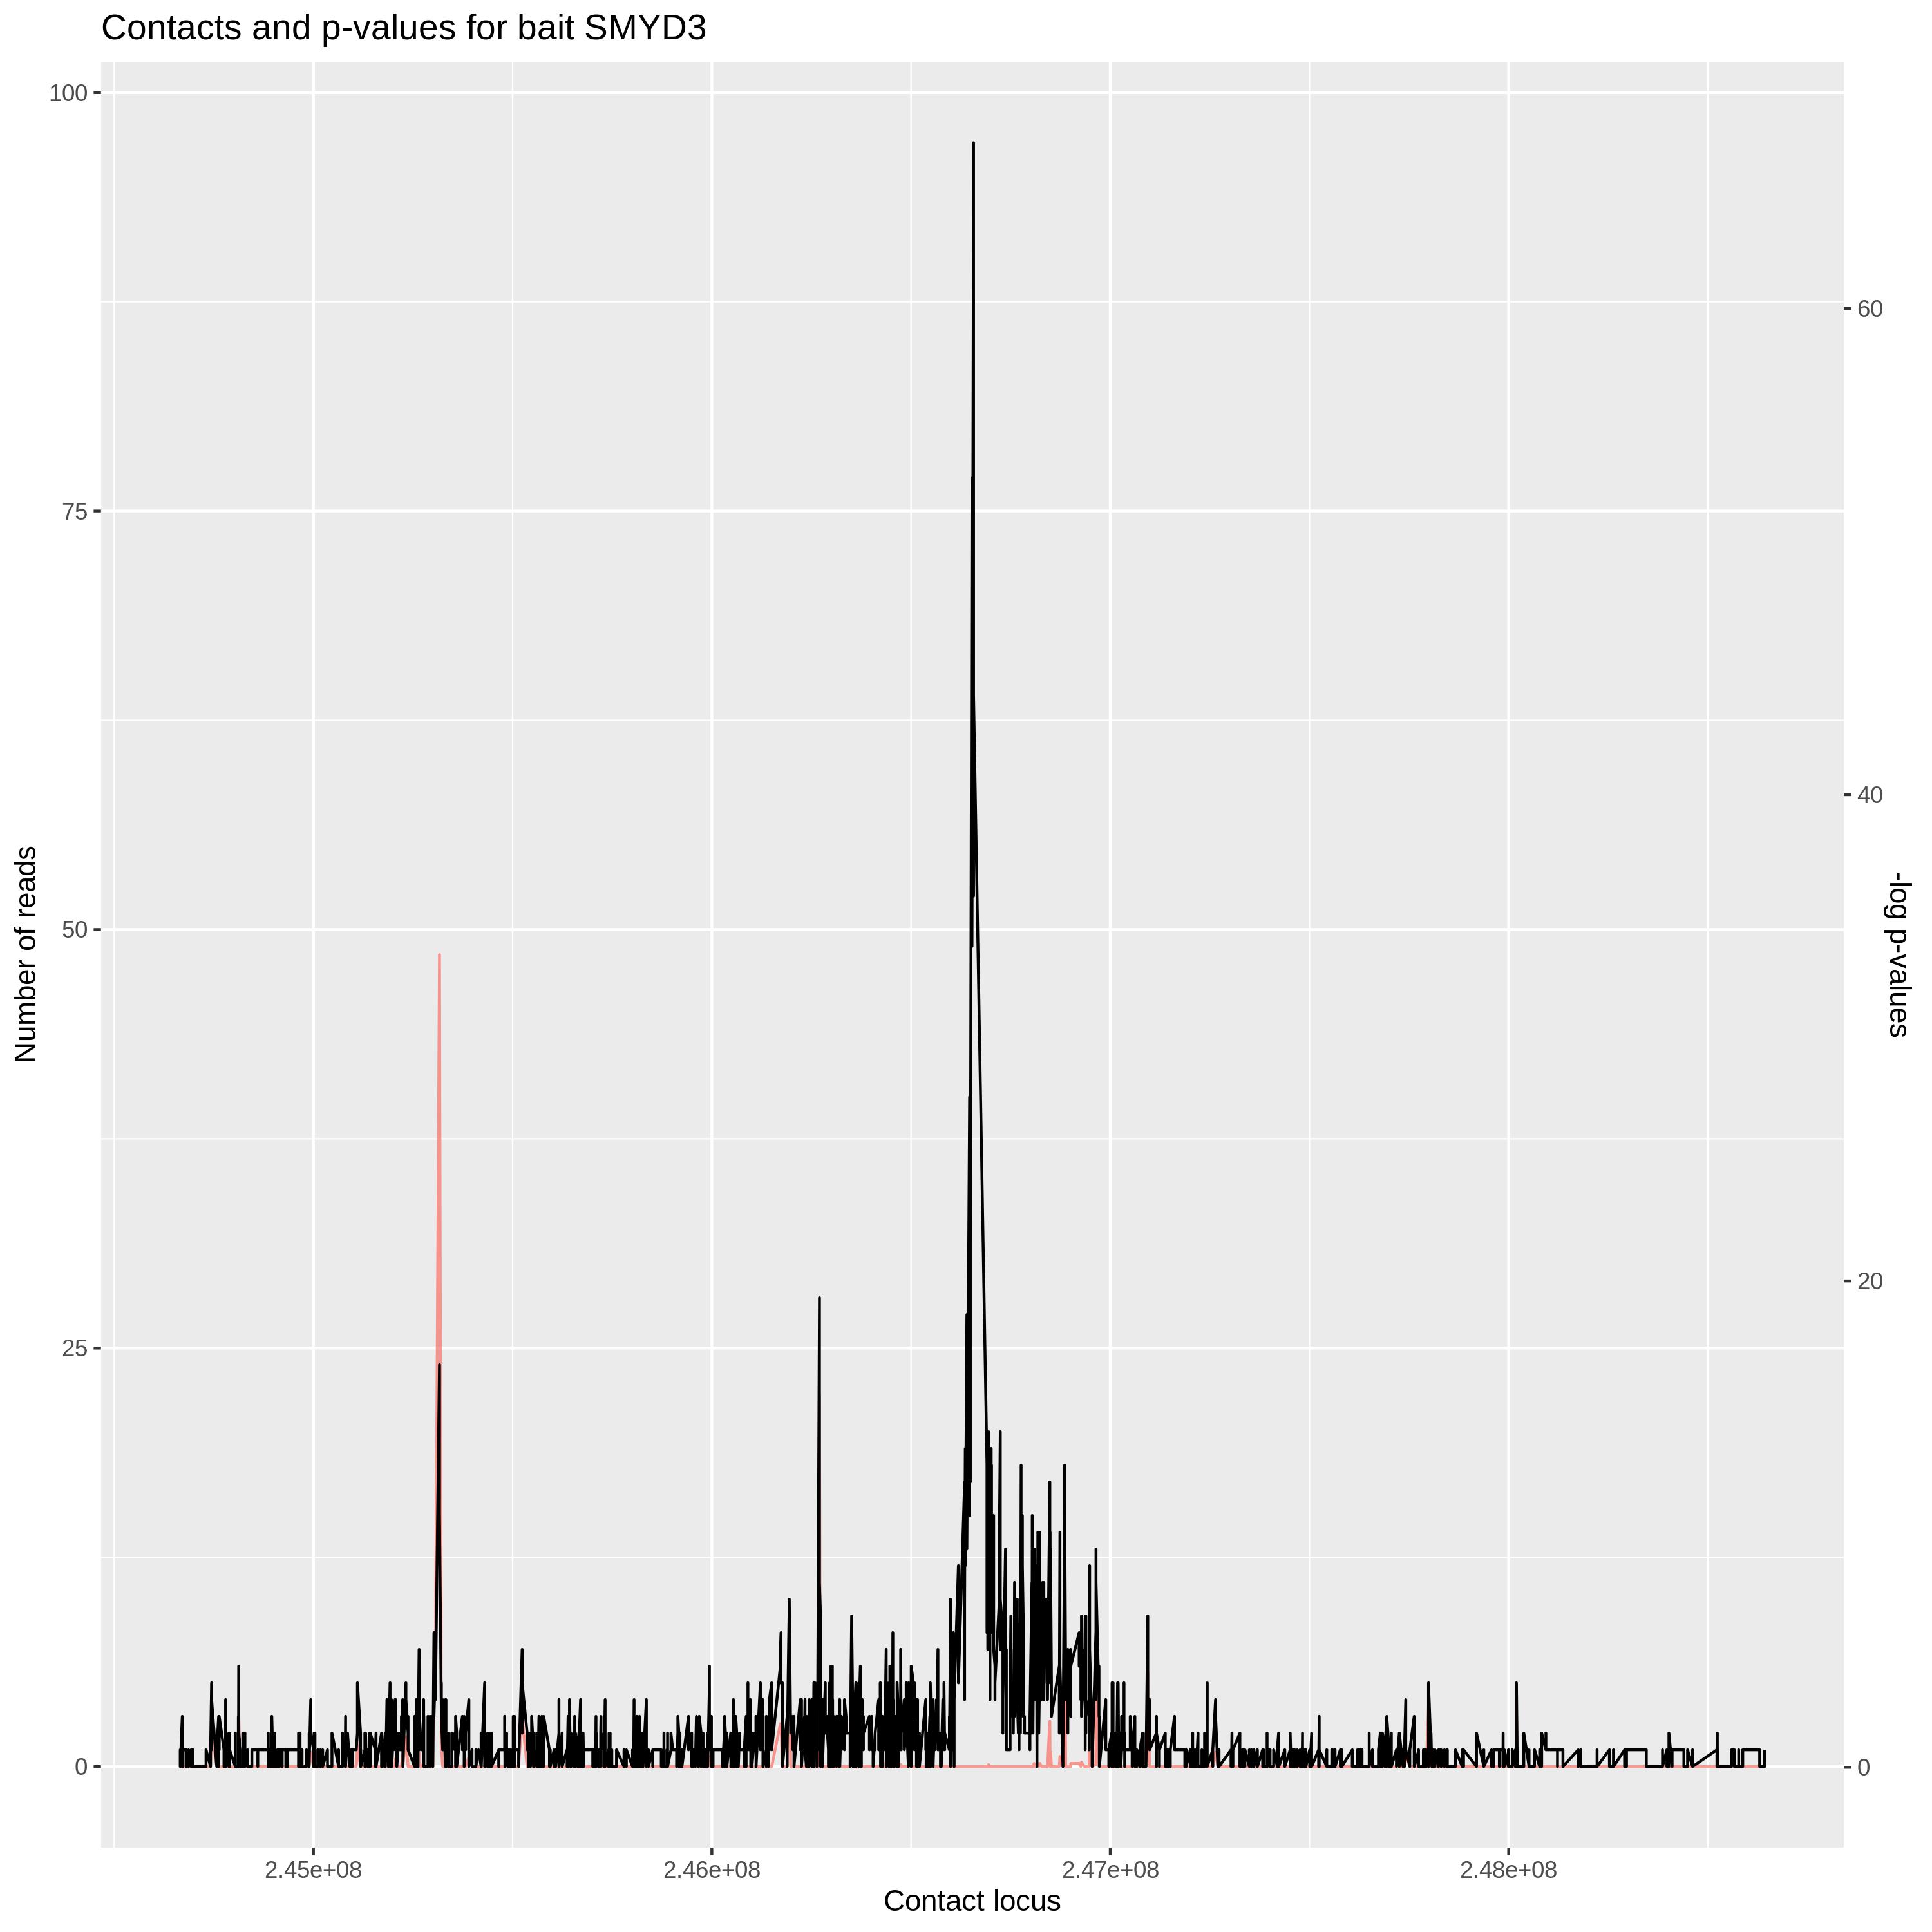 Contacts and p-values for bait SMYD3
100
75
50
25
0
Number of reads
60
40
20
0
-log p-values
2.45e+08 2.46e+08 2.47e+08 2.48e+08
Contact locus